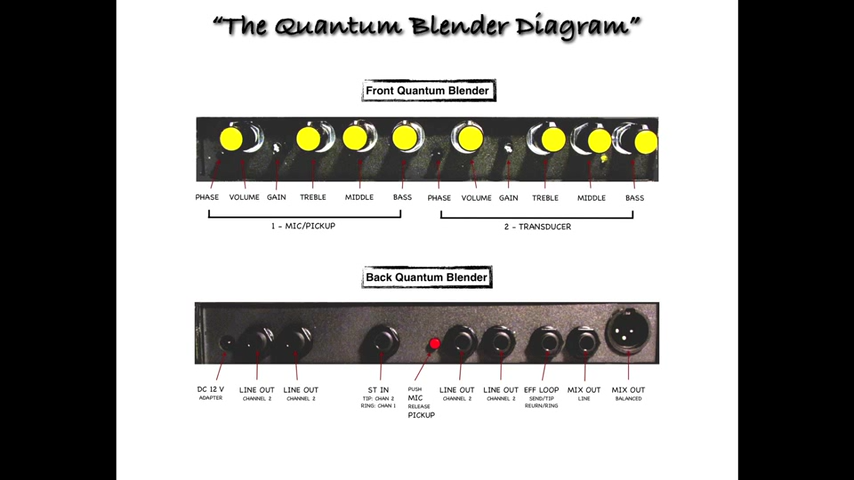 “The Quantum Blender Diagram”
Front Quantum Blender
PHASE VOLUME GAIN TREBLE MIDDLE BASS PHASE VOLUME GAIN TREBLE MIDDLE BASS
1 - MIC/PICKUP 2 - TRANSDUCER
Back Quantum Blender
DC 12 V LINE OUT LINE OUT ST IN PUSH LINE OUT LINE OUT EFF LOOP MIX OUT MIX OUT
ADAPTER CHANNEL 2 CHANNEL 2 TIP: CHAN 2 MIC CHANNEL 2 CHANNEL 2 SEND/TIP LINE BALANCED
RING: CHAN 1 RELEASE REURN/RING
PICKUP